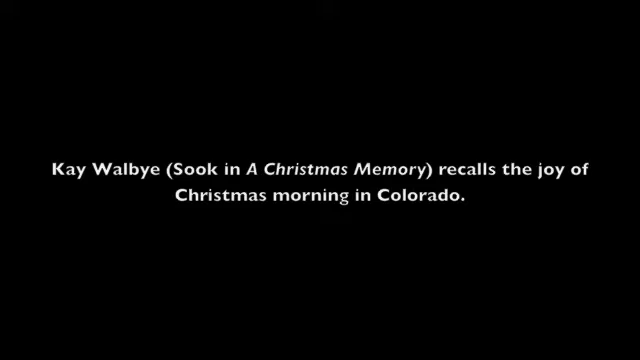 Kay Walbye (Sook in A Christmas Memory) recalls the joy of
Christmas morning in Colorado.